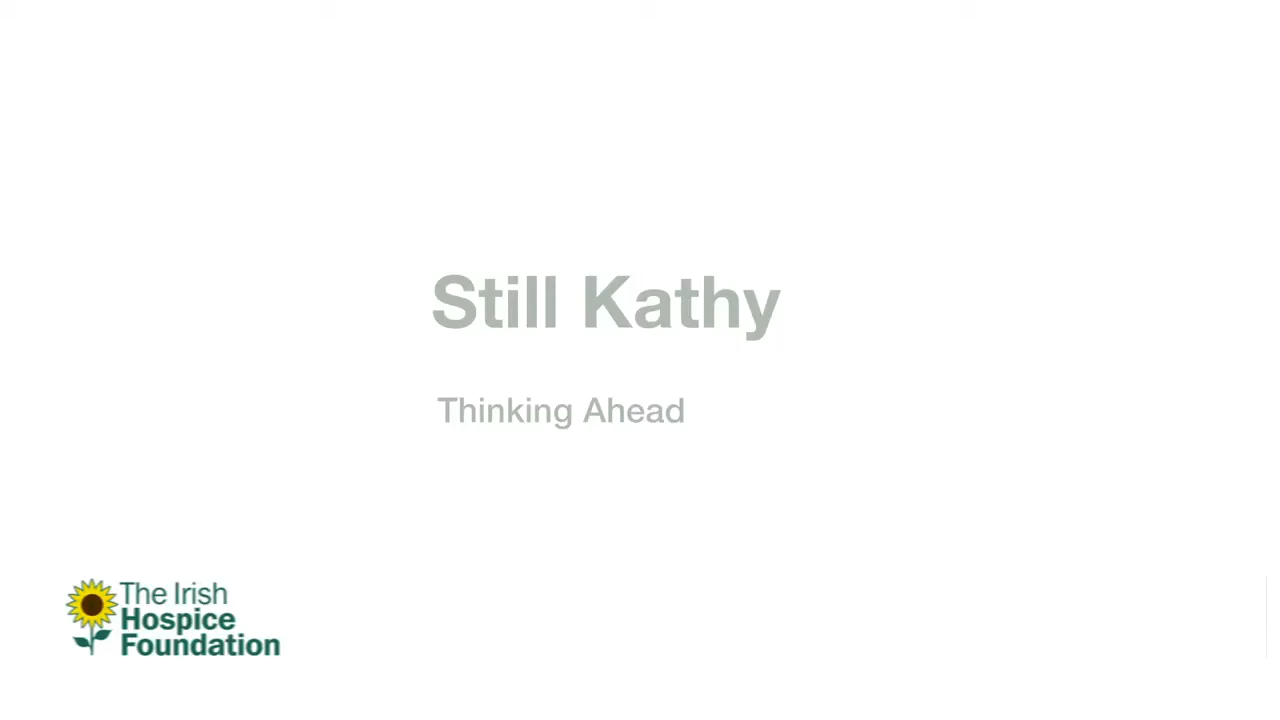 Still Kathy
Thinking Ahead
The Irish
Hospice
Foundation